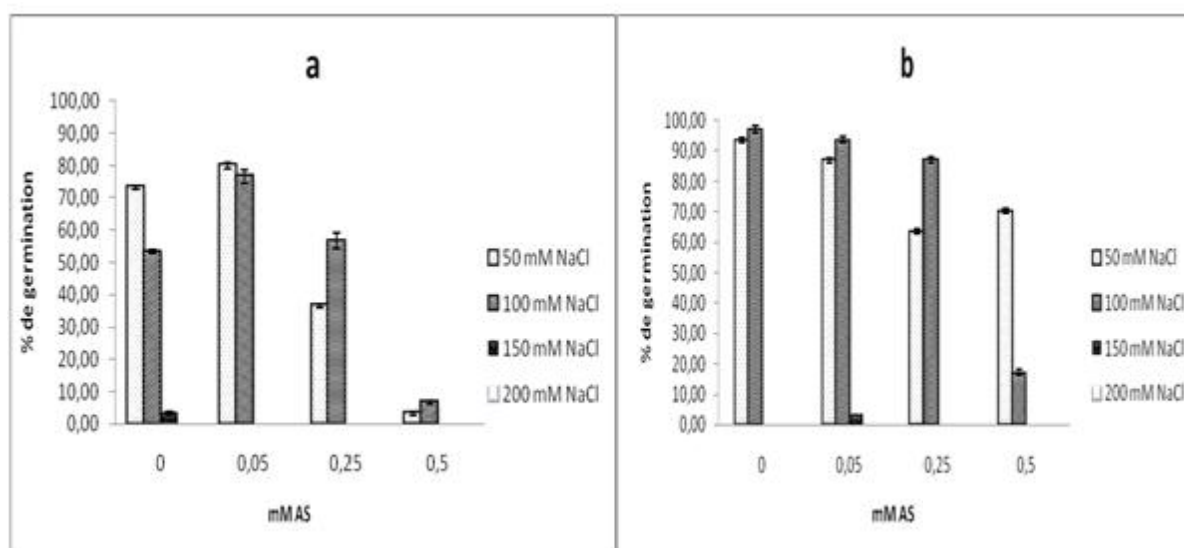 a
100,00
90,00
80,00
70,00
60,00
50,00
40,00
30,00
20,00
10,00
0,00
% de germination
0 0,05 0,25 0,5
mMAS
50 mM NaCl
100 mM NaCl
150 mM NaCl
200 mM NaCl
b
100,00
90,00
80,00
70,00
60,00
50,00
40,00
30,00
20,00
10,00
0,00
% de germination
0 0,05 0,25 0,5
mMAS
50 mM NaCl
100 mM NaCl
150 mM NaCl
200 mM NaCl